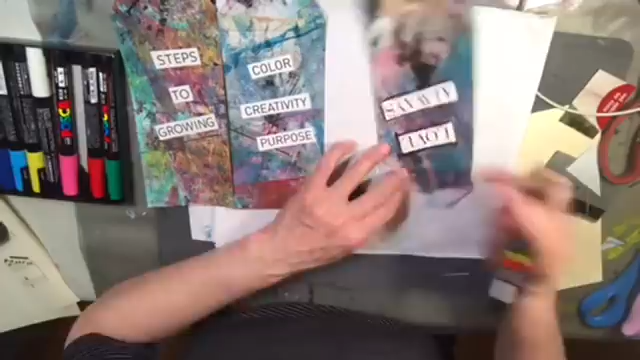 STEPS
TO
GROWING
COLOR
CREATIVITY
PURPOSE
POSCA